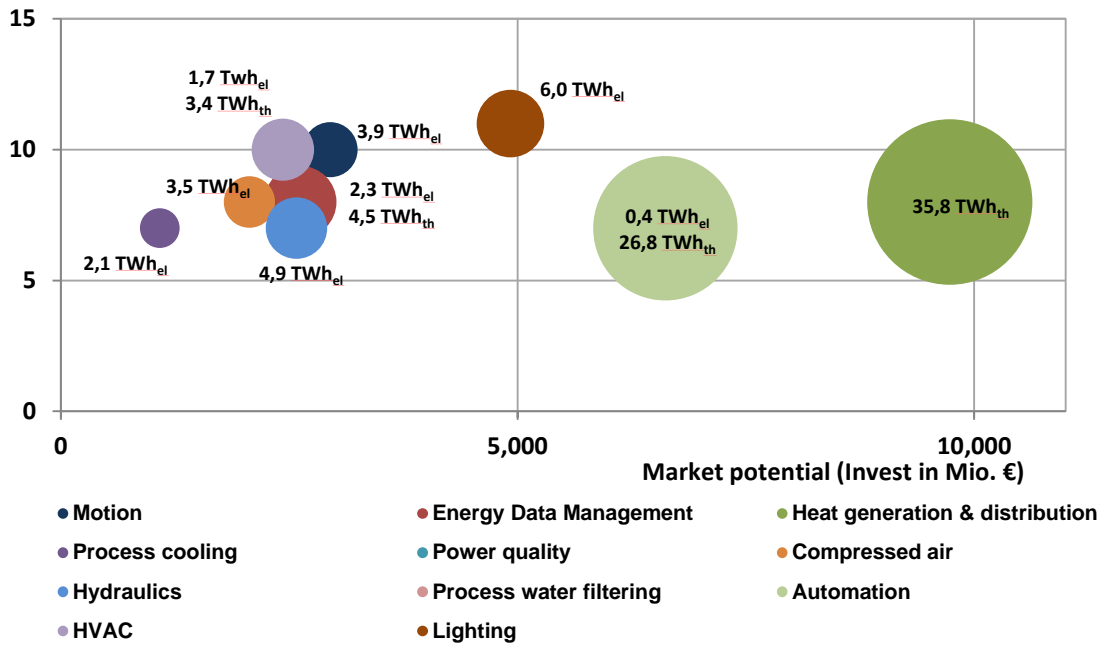 15
1,7 Twhel
3,4 TWhth
6,0 TWhel
3,9 TWhel
10
3,5 TWhel
2,3 TWhel
4,5 TWhth
0,4 TWhel
26,8 TWhth
35,8 TWhth
2,1 TWhel
4,9 TWhel
5
0
0
5,000
10,000
Market potential (Invest in Mio. €)
Motion
Energy Data Management
Heat generation & distribution
Process cooling
Power quality
Compressed air
Hydraulics
Process water filtering
Automation
HVAC
Lighting